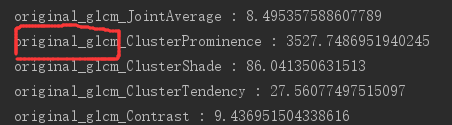 original_glcm_JointAverage : 8.495357588607789
original_glcm_ClusterProminence : 3527.7486951940245
original_glcm_ClusterShade : 86.041350631513
original_glcm_ClusterTendency : 27.56077497515097
original_glcm_Contrast : 9.436951504338616